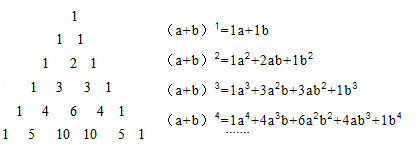 1
1 1
1 2 1
1 3 3 1
1 4 6 4 1
1 5 10 10 5 1
(a+b)¹=1a+1b
(a+b)²=1a²+2ab+1b²
(a+b)³=1a³+3a²b+3ab²+1b³
(a+b)⁴=1a⁴+4a³b+6a²b²+4ab³+1b⁴
.......